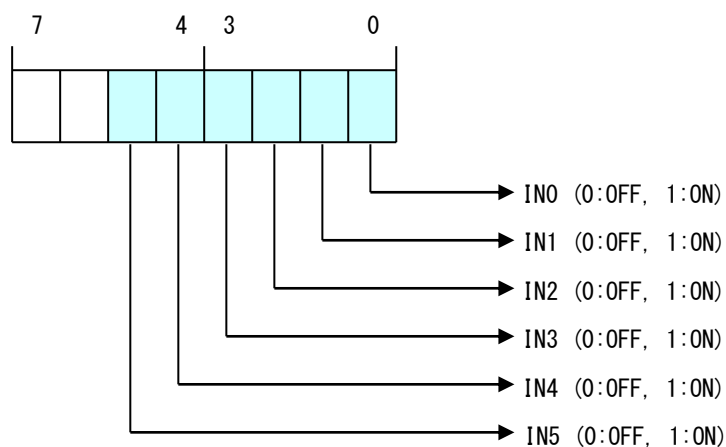 7 4 3 0
IN0 (0:OFF, 1:ON)
IN1 (0:OFF, 1:ON)
IN2 (0:OFF, 1:ON)
IN3 (0:OFF, 1:ON)
IN4 (0:OFF, 1:ON)
IN5 (0:OFF, 1:ON)